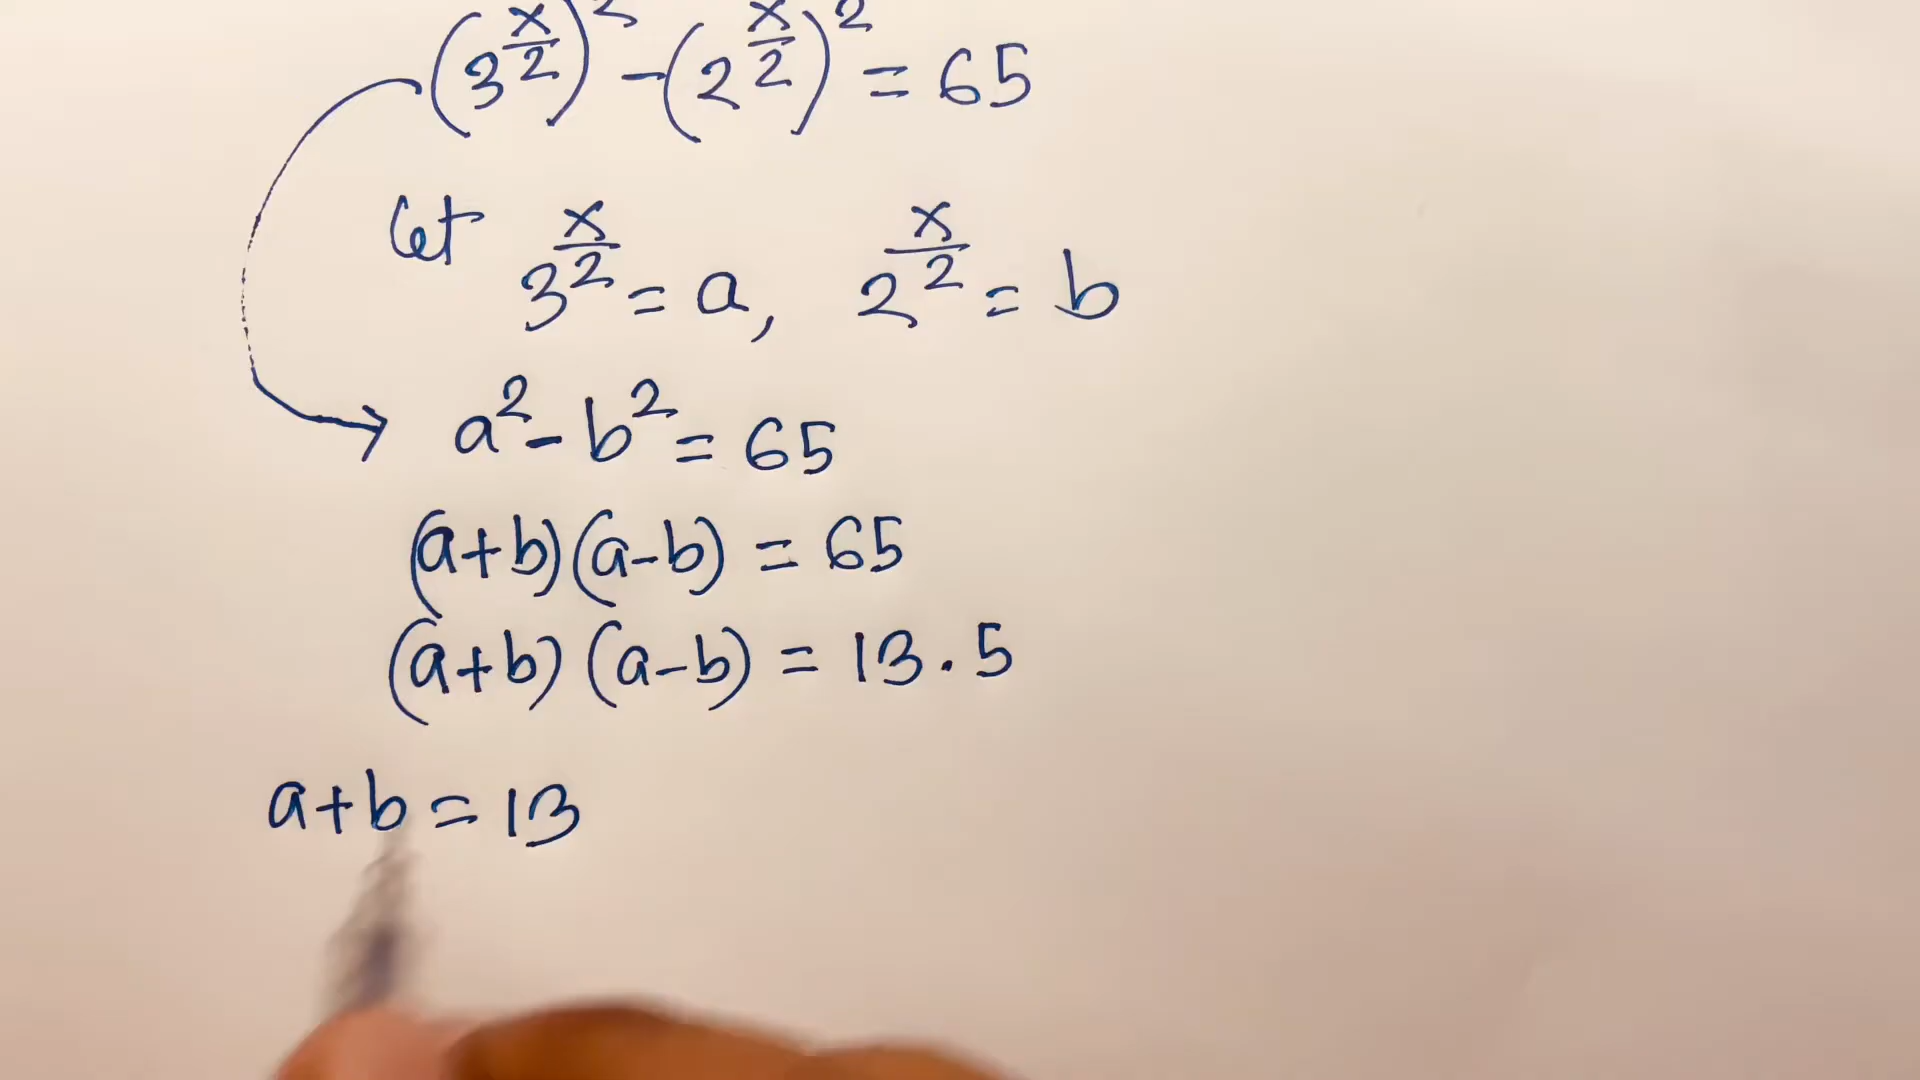 (3^{x/2})^2 - (2^{x/2})^2 = 65
Let 3^{x/2} = a, 2^{x/2} = b
a^2 - b^2 = 65
(a+b)(a-b) = 65
(a+b)(a-b) = 13.5
a+b = 13